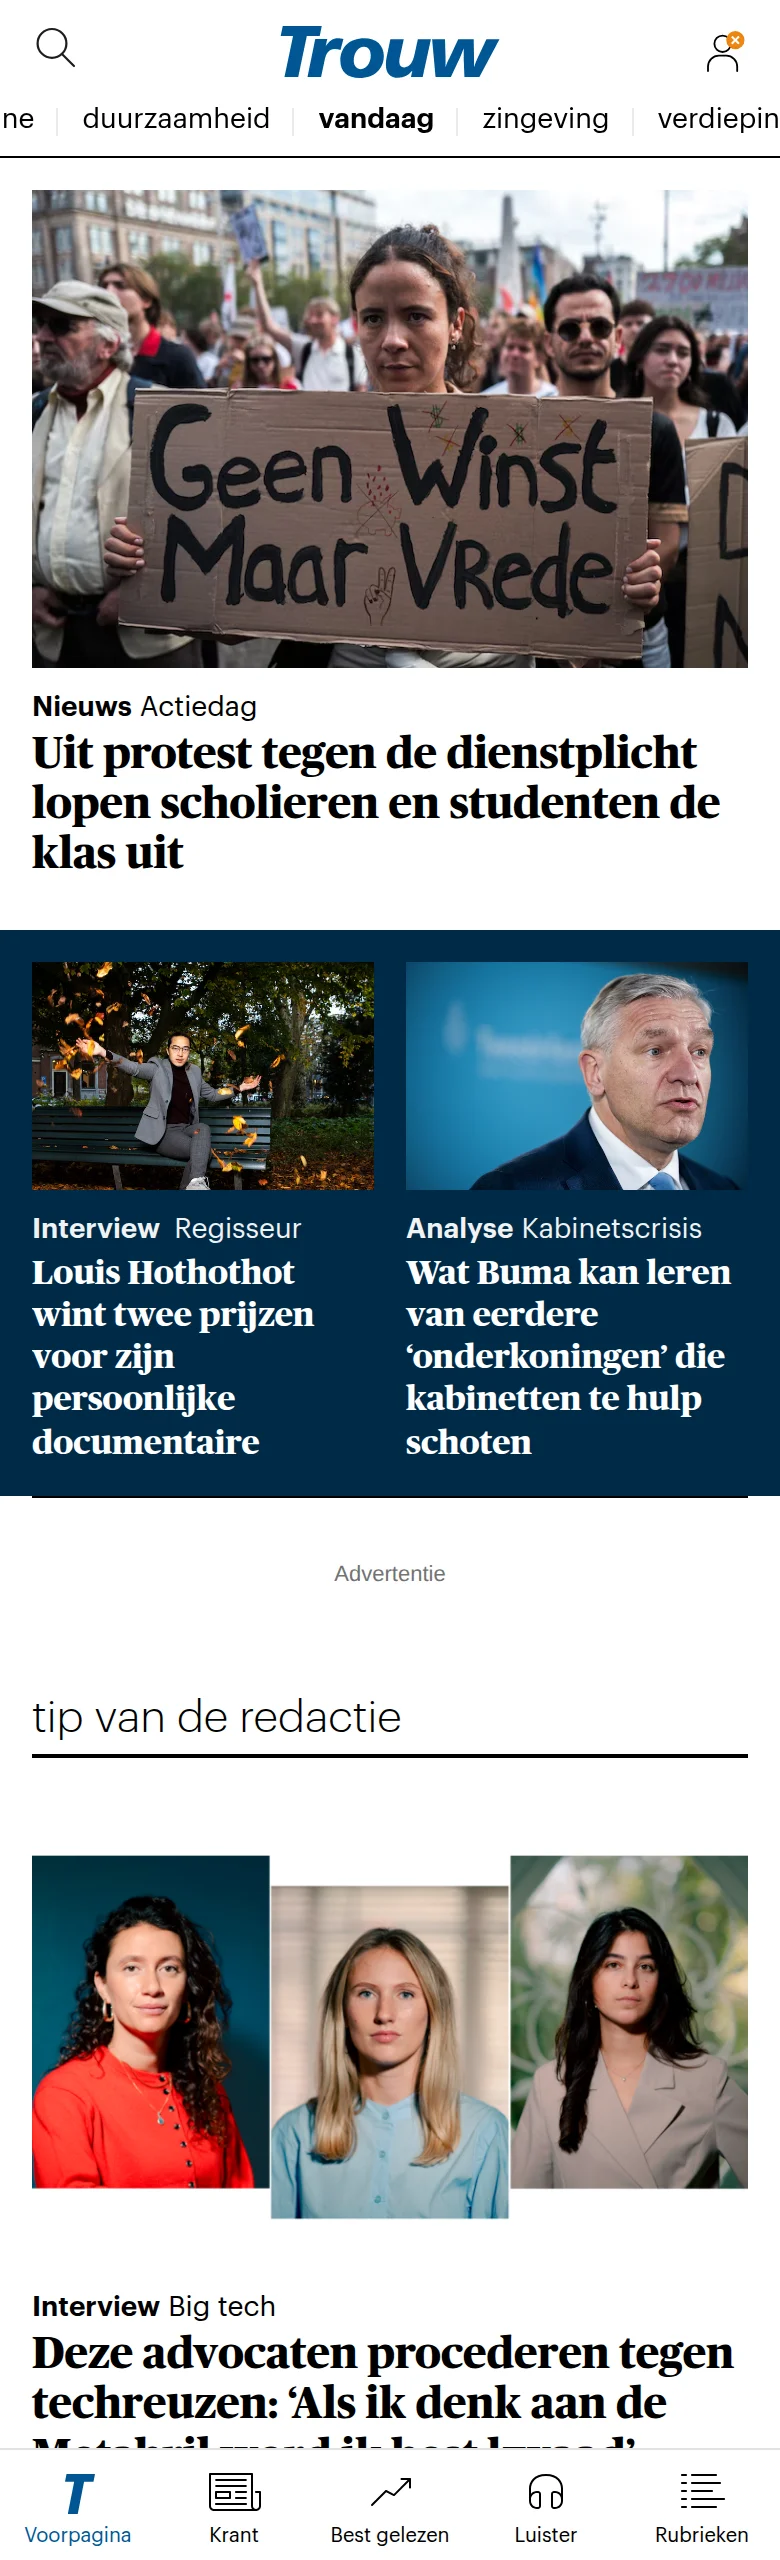 Trouw
ne
duurzaamheid
vandaag
zingeving
verdiepin
Geen Winst
Maar Vrede
Nieuws Actiedag
Uit protest tegen de dienstplicht
lopen scholieren en studenten de
klas uit
Interview Regisseur
Louis Hothothot
wint twee prijzen
voor zijn
persoonlijke
documentaire
Analyse Kabinetscrisis
Wat Buma kan leren
van eerdere
‘onderkoningen’ die
kabinetten te hulp
schoten
Advertentie
tip van de redactie
Interview Big tech
Deze advocaten procederen tegen
techreuzen: ‘Als ik denk aan de
T
Voorpagina
Krant
Best gelezen
Luister
Rubrieken